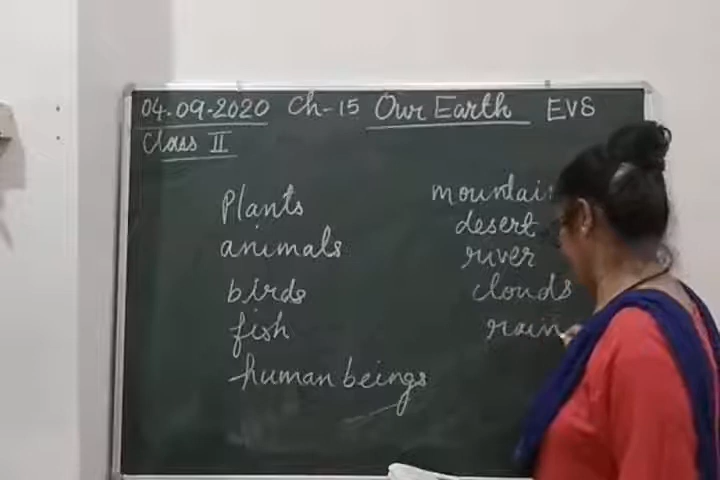 04.09.2020 Ch-15 Our Earth EVS
Class II
Plants
animals
birds
fish
human beings
desert
river
clouds
rain